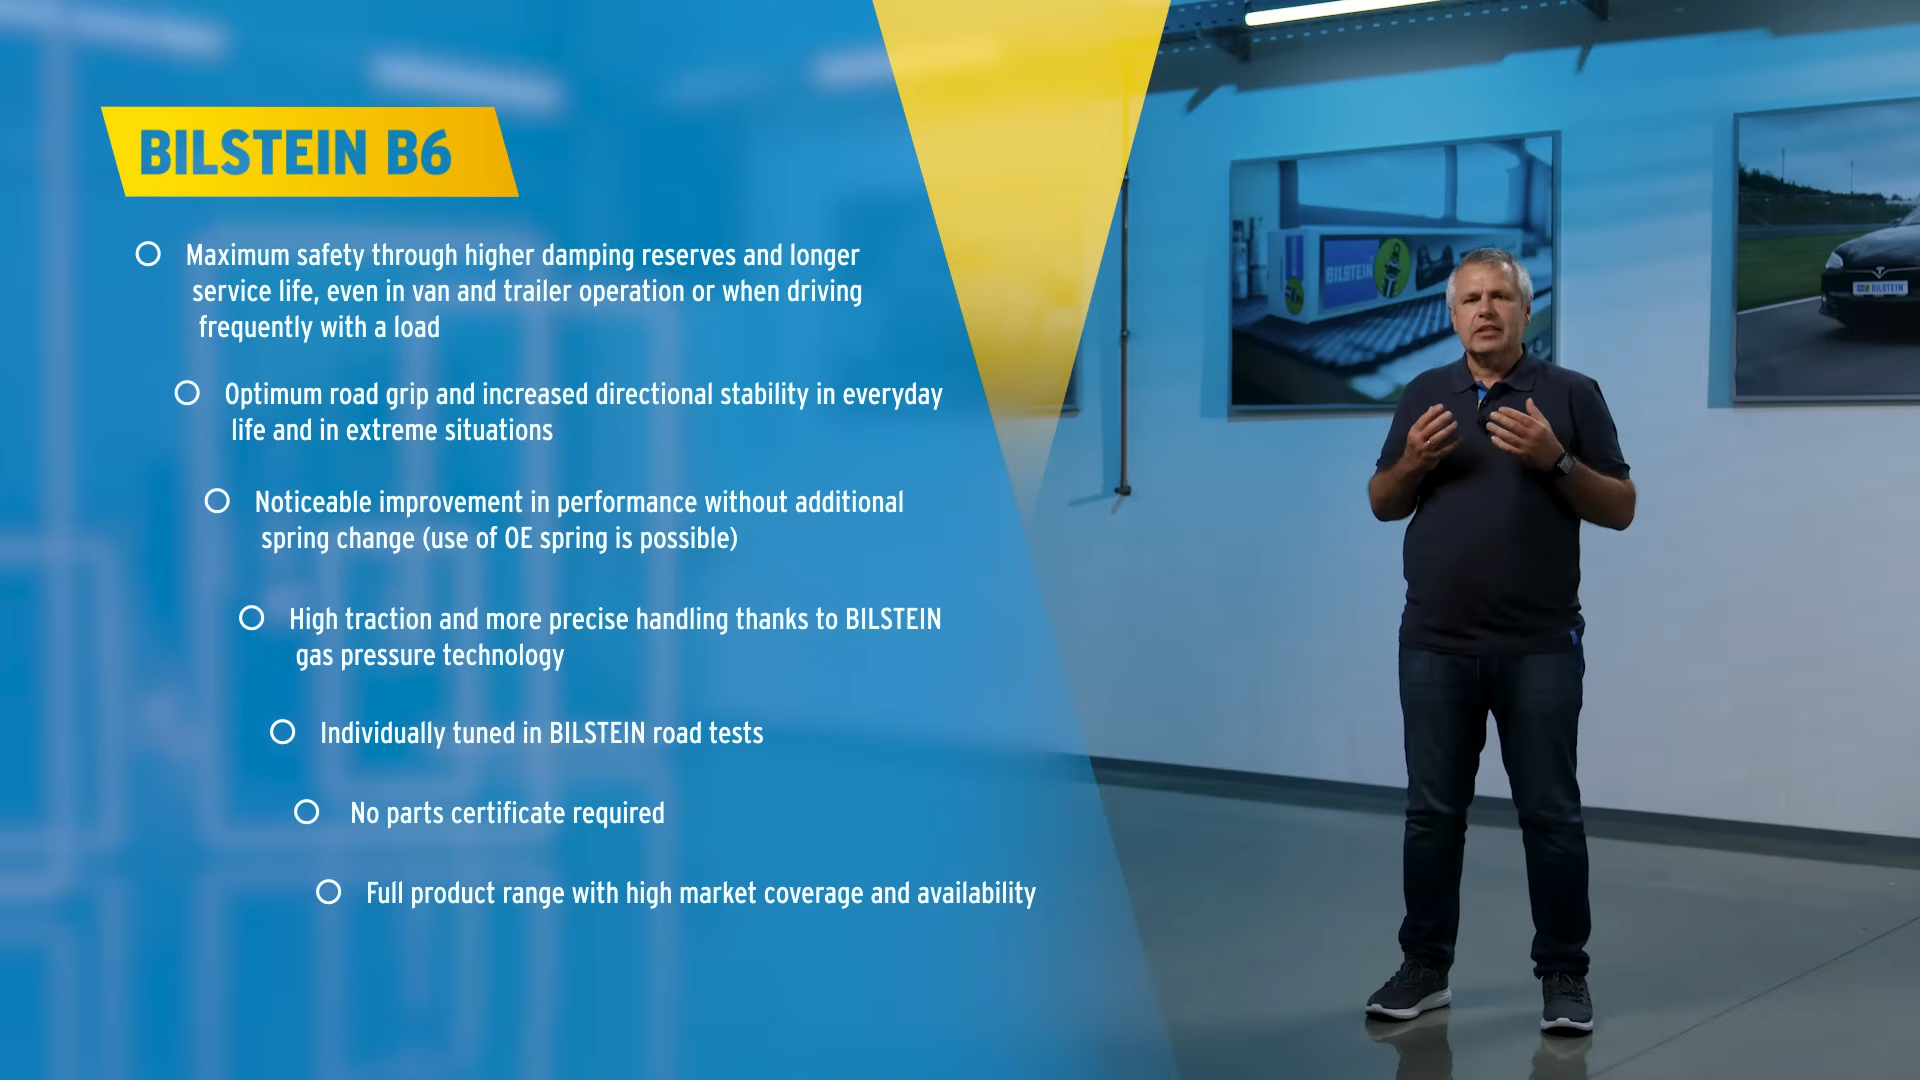 BILSTEIN B6
Maximum safety through higher damping reserves and longer
service life, even in van and trailer operation or when driving
frequently with a load
Optimum road grip and increased directional stability in everyday
life and in extreme situations
Noticeable improvement in performance without additional
spring change (use of OE spring is possible)
High traction and more precise handling thanks to BILSTEIN
gas pressure technology
Individually tuned in BILSTEIN road tests
No parts certificate required
Full product range with high market coverage and availability
BILSTEIN
BILSTEIN